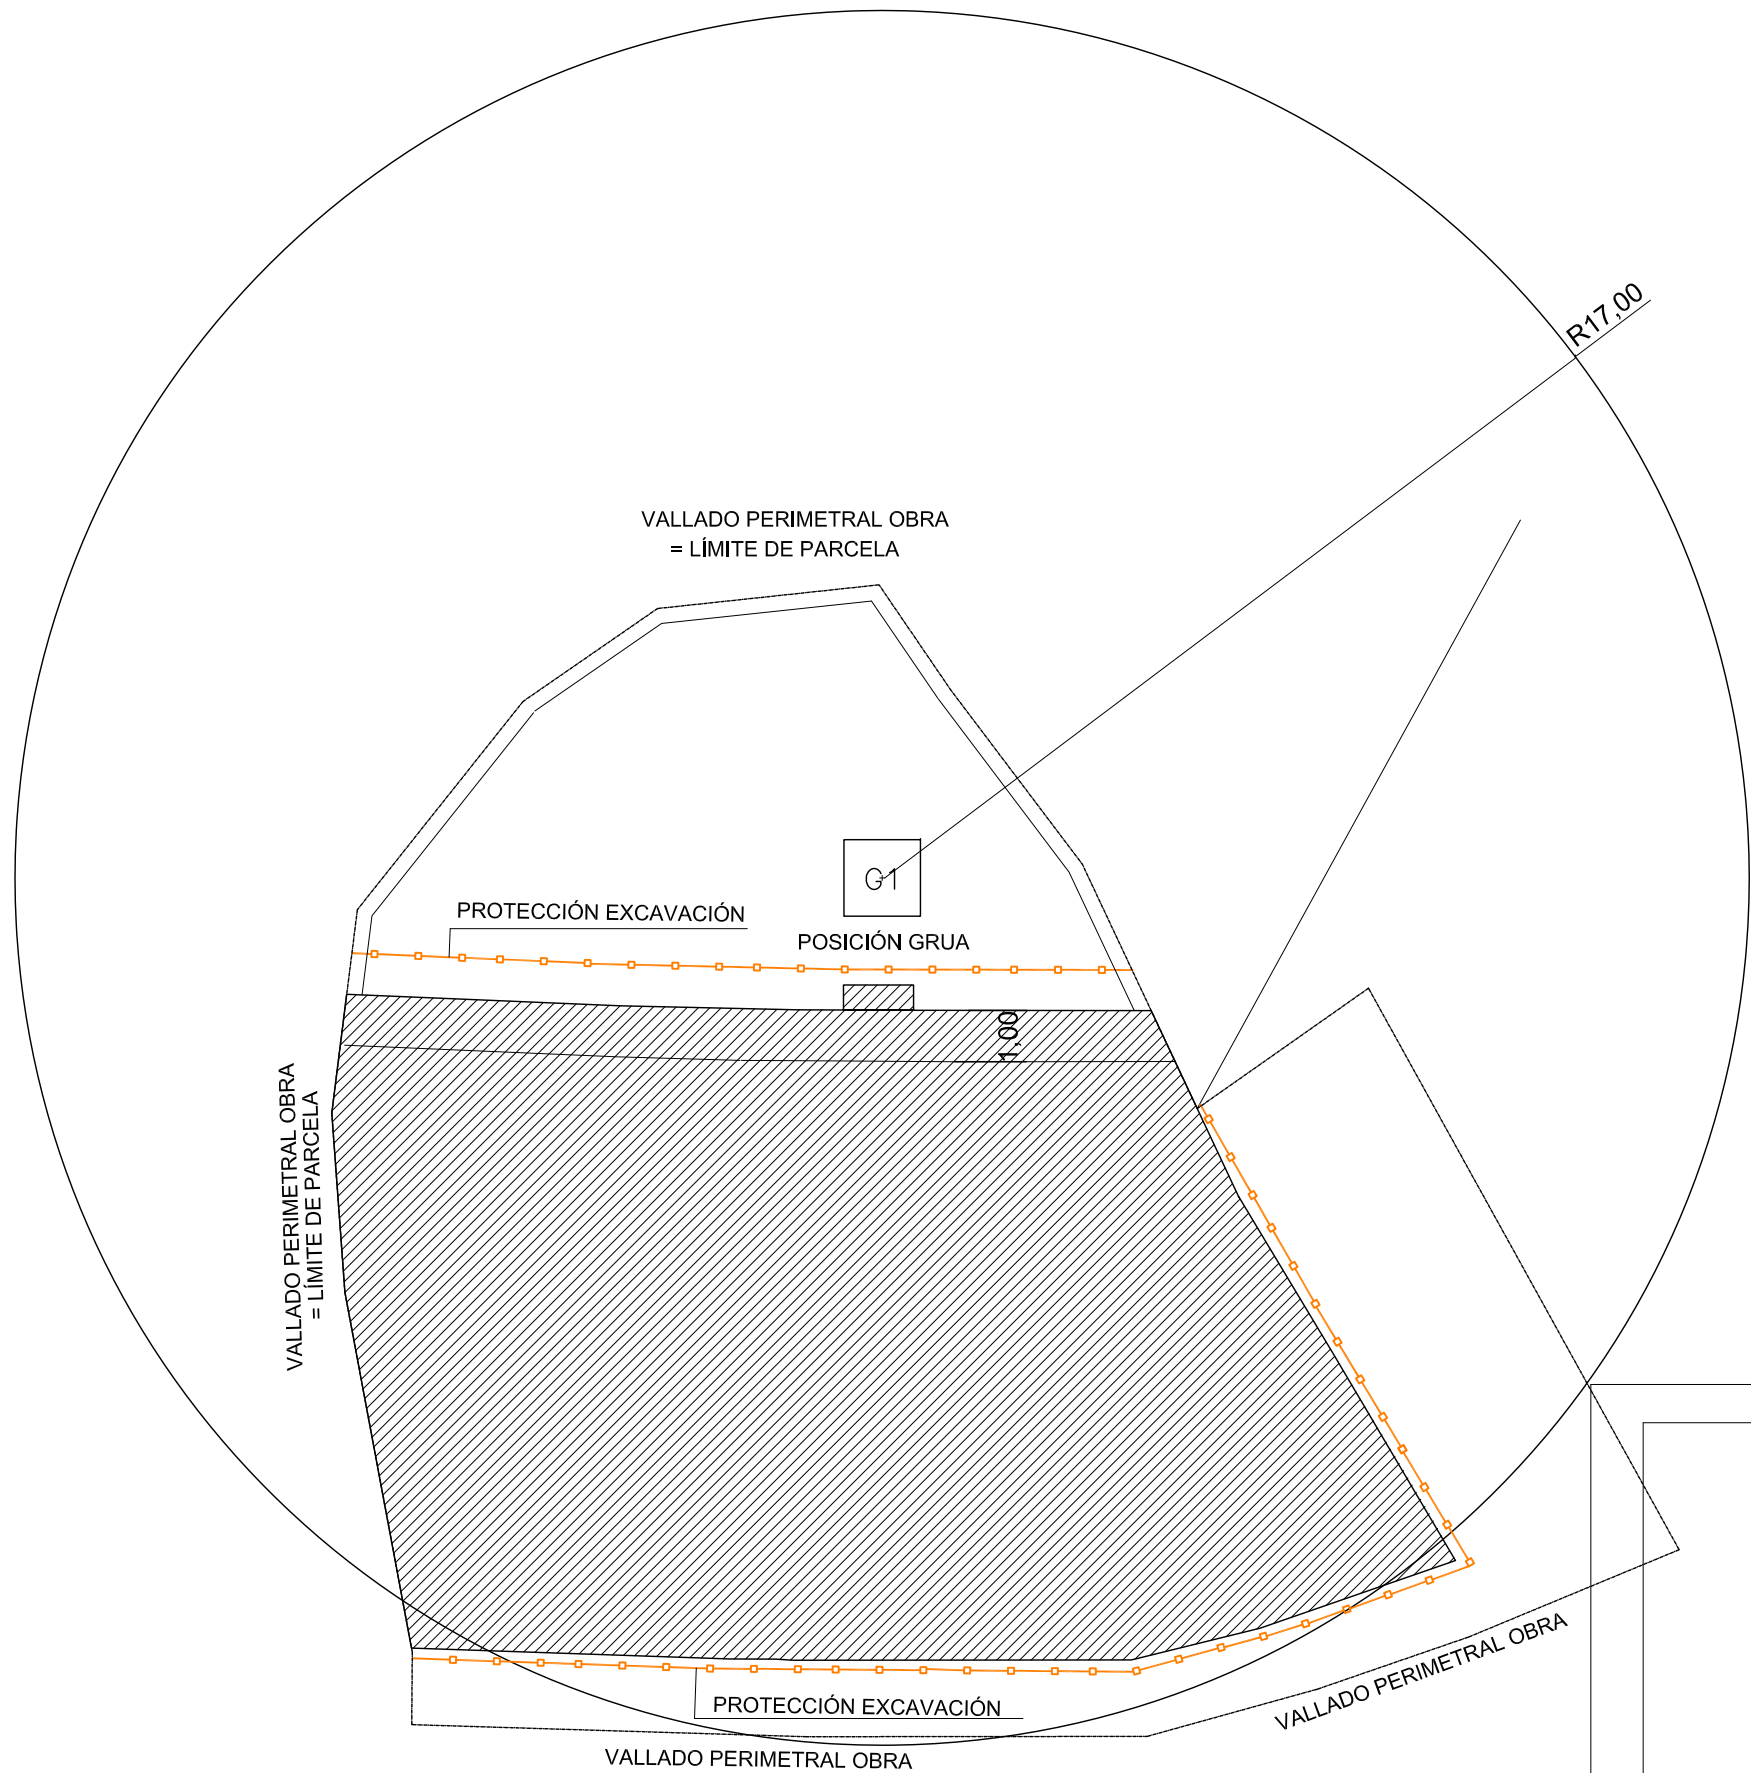 R17,00
VALLADO PERIMETRAL OBRA
= LÍMITE DE PARCELA
G1
PROTECCIÓN EXCAVACIÓN
POSICIÓN GRUA
1,00
VALLADO PERIMETRAL OBRA
= LÍMITE DE PARCELA
VALLADO PERIMETRAL OBRA
PROTECCIÓN EXCAVACIÓN
VALLADO PERIMETRAL OBRA